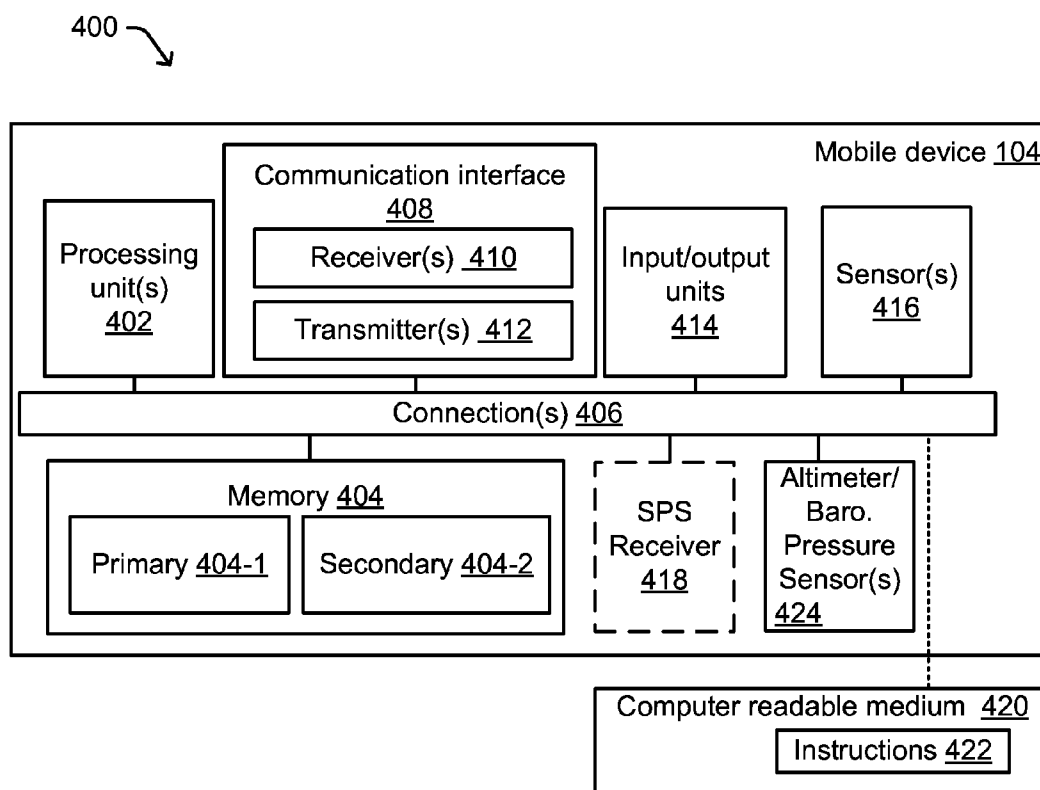 400
Mobile device 104
Communication interface
408
Receiver(s) 410
Transmitter(s) 412
Processing
unit(s)
402
Input/output
units
414
Sensor(s)
416
Connection(s) 406
Memory 404
Primary 404-1
Secondary 404-2
SPS
Receiver
418
Altimeter/
Baro.
Pressure
Sensor(s)
424
Computer readable medium 420
Instructions 422